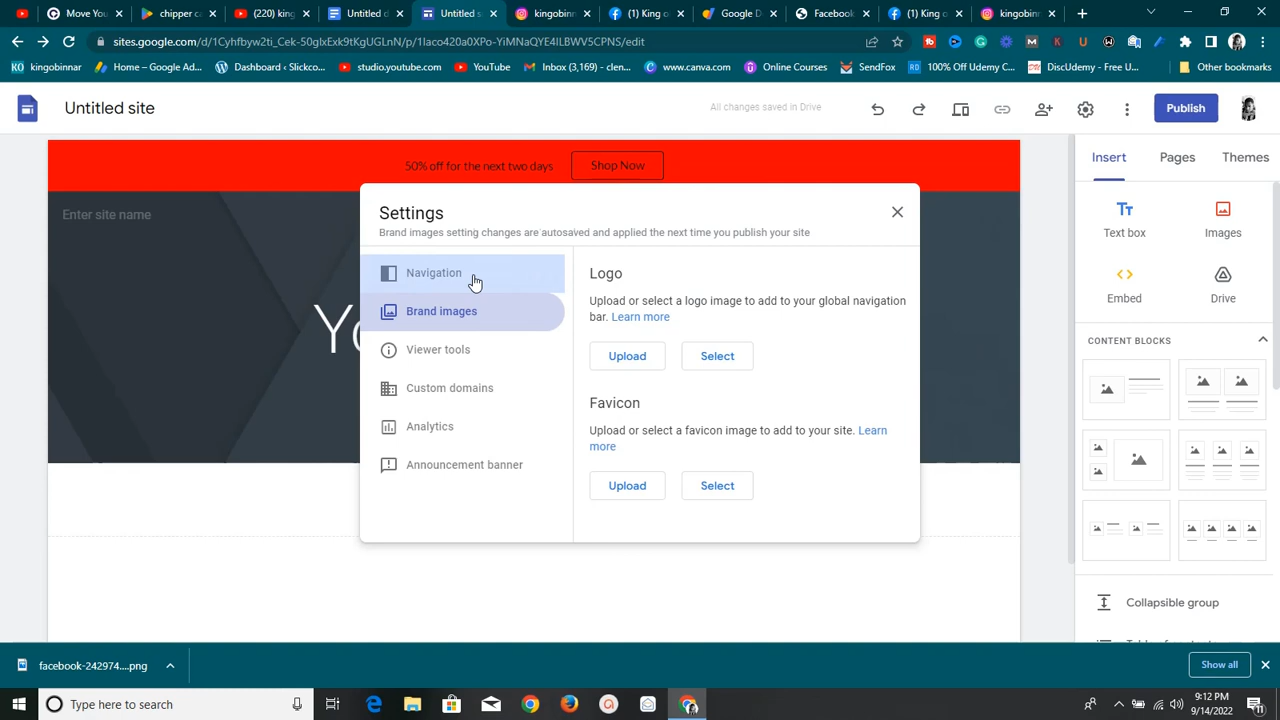 Move You
chipper ca
(220) king
Untitled d
Untitled s
kingobinn
(1) King o
Google D
Facebook
(1) King o
kingobinn
sites.google.com/d/1Cyhfbyw2ti_Cek-50glxExk9tKgUGLnN/p/1Iaco420a0XPo-YiMNaQYE4ILBWV5CPNS/edit
kingobinnar
Home – Google Ad...
Dashboard ‹ Slickco...
studio.youtube.com
YouTube
Inbox (3,169) - clen...
www.canva.com
Online Courses
SendFox
100% Off Udemy C...
DiscUdemy - Free U...
Other bookmarks
Untitled site
All changes saved in Drive
Publish
50% off for the next two days
Shop Now
Insert
Pages
Themes
Enter site name
Yo
Settings
Brand images setting changes are autosaved and applied the next time you publish your site
Navigation
Brand images
Viewer tools
Custom domains
Analytics
Announcement banner
Logo
Upload or select a logo image to add to your global navigation
bar. Learn more
Upload
Select
Favicon
Upload or select a favicon image to add to your site. Learn
more
Upload
Select
Text box
Images
Embed
Drive
CONTENT BLOCKS
Collapsible group
facebook-242974....png
Show all
Type here to search
9:12 PM
9/14/2022